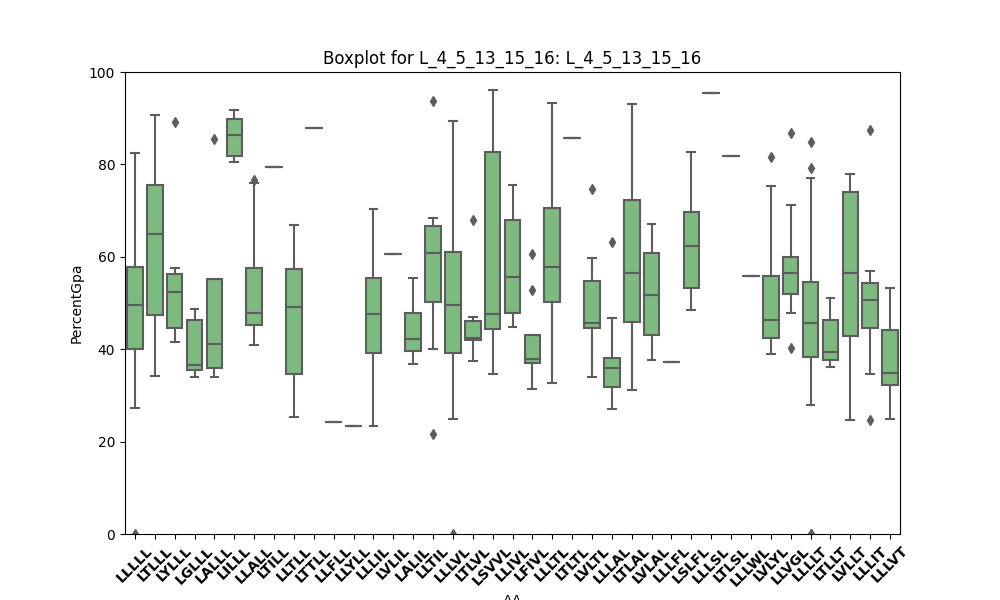 Boxplot for L_4_5_13_15_16: L_4_5_13_15_16
100
80
60
40
20
0
PercentGpa
LLLLL LTLLL LYLLL LGLLL LALLL LILLL LLALL LTILL LLTLL LTTLL LLFLL LLYLL LLLIL LVLIL LALIL LLTIL LLLVL LTLVL LSVVL LLIVL LFIVL LLLTL LTLTL LVLTL LLLAL LTLAL LVLAL LLLFL LSLFL LLLSL LTLSL LLLWL LVLYL LLVGL LLLLT LTLLT LVLLT LLLIT LLLVT
AA